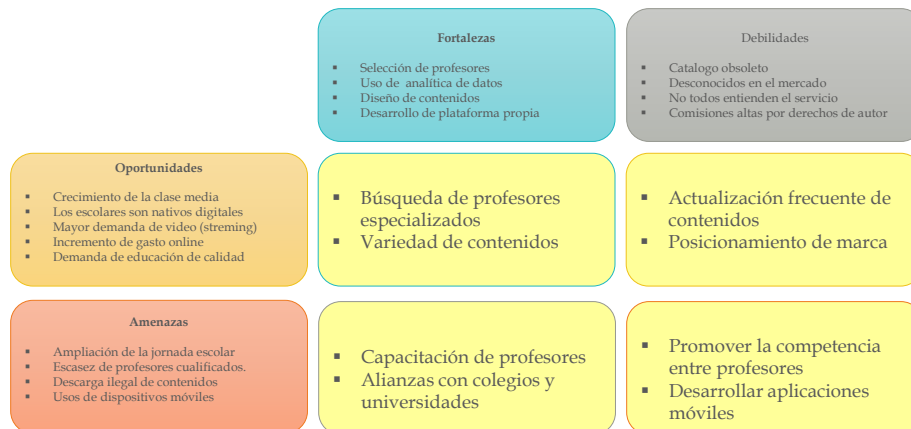 Fortalezas
▪ Selección de profesores
▪ Uso de analítica de datos
▪ Diseño de contenidos
▪ Desarrollo de plataforma propia
Debilidades
▪ Catalogo obsoleto
▪ Desconocidos en el mercado
▪ No todos entienden el servicio
▪ Comisiones altas por derechos de autor
Oportunidades
▪ Crecimiento de la clase media
▪ Los escolares son nativos digitales
▪ Mayor demanda de video (streming)
▪ Incremento de gasto online
▪ Demanda de educación de calidad
▪ Búsqueda de profesores
especializados
▪ Variedad de contenidos
▪ Actualización frecuente de
contenidos
▪ Posicionamiento de marca
Amenazas
▪ Ampliación de la jornada escolar
▪ Escasez de profesores cualificados.
▪ Descarga ilegal de contenidos
▪ Usos de dispositivos móviles
▪ Capacitación de profesores
▪ Alianzas con colegios y
universidades
▪ Promover la competencia
entre profesores
▪ Desarrollar aplicaciones
móviles